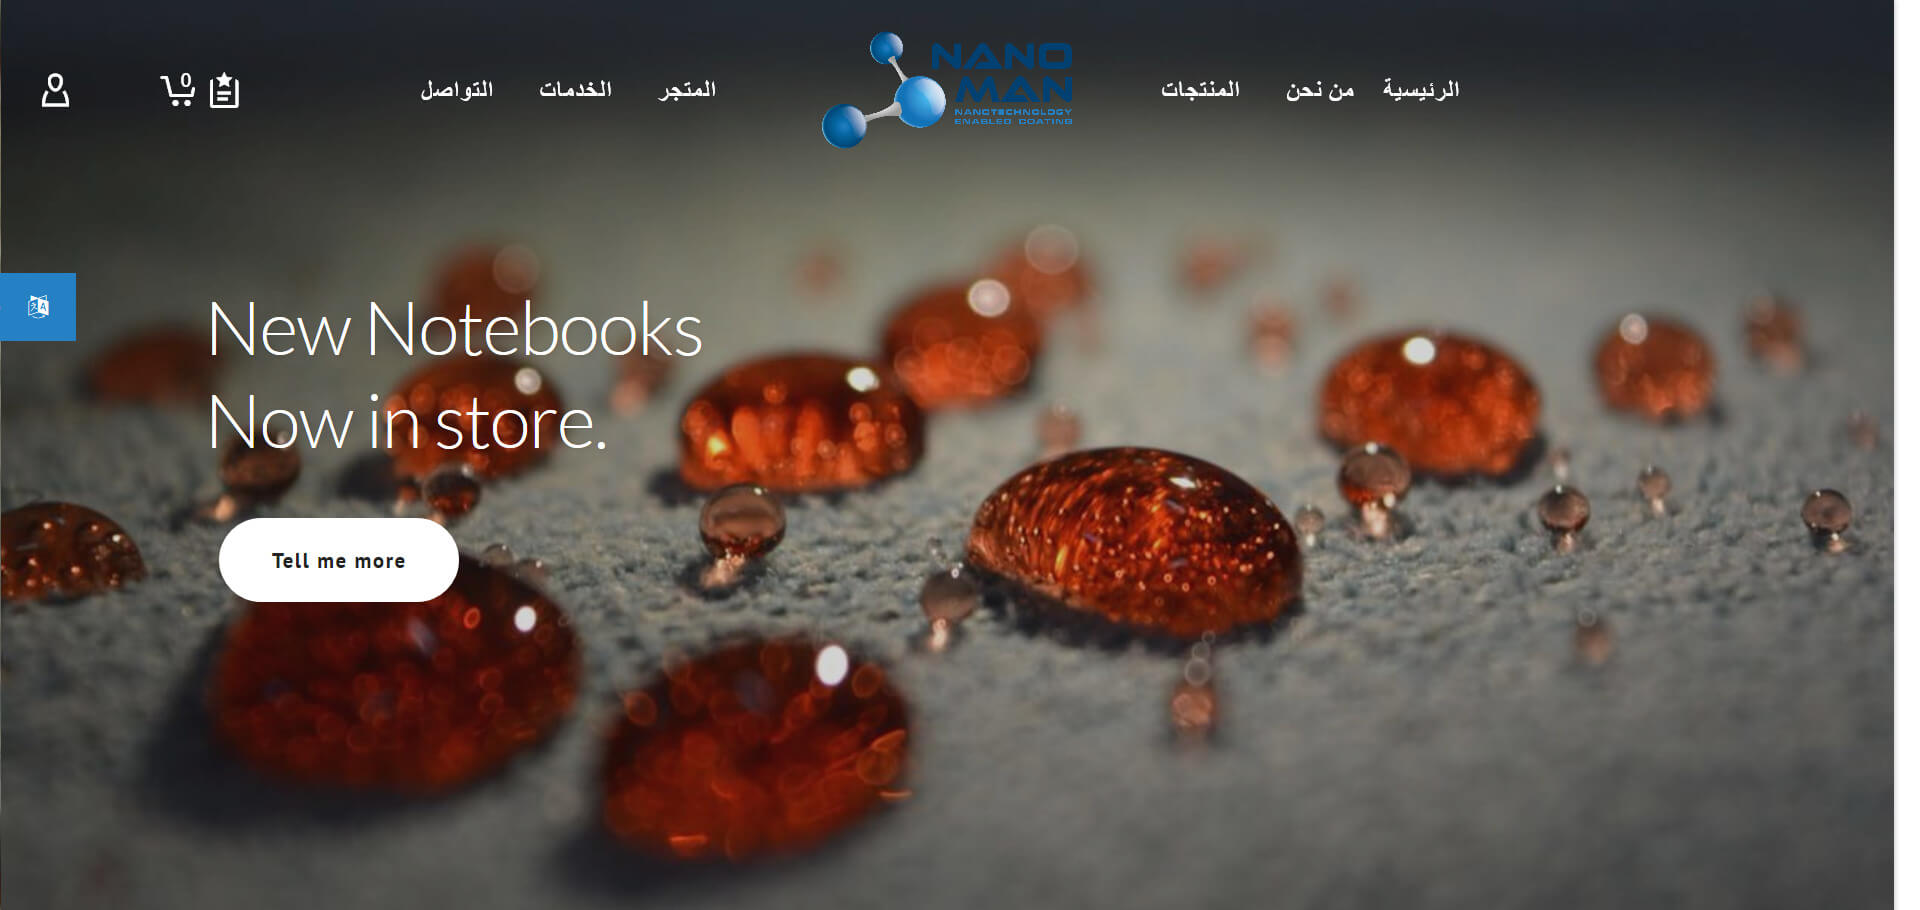 الرئيسية
من نحن
المنتجات
NANO
MAN
NANOTECHNOLOGY
ENABLED COATING
المتجر
الخدمات
التواصل
0
New Notebooks
Now in store.
Tell me more